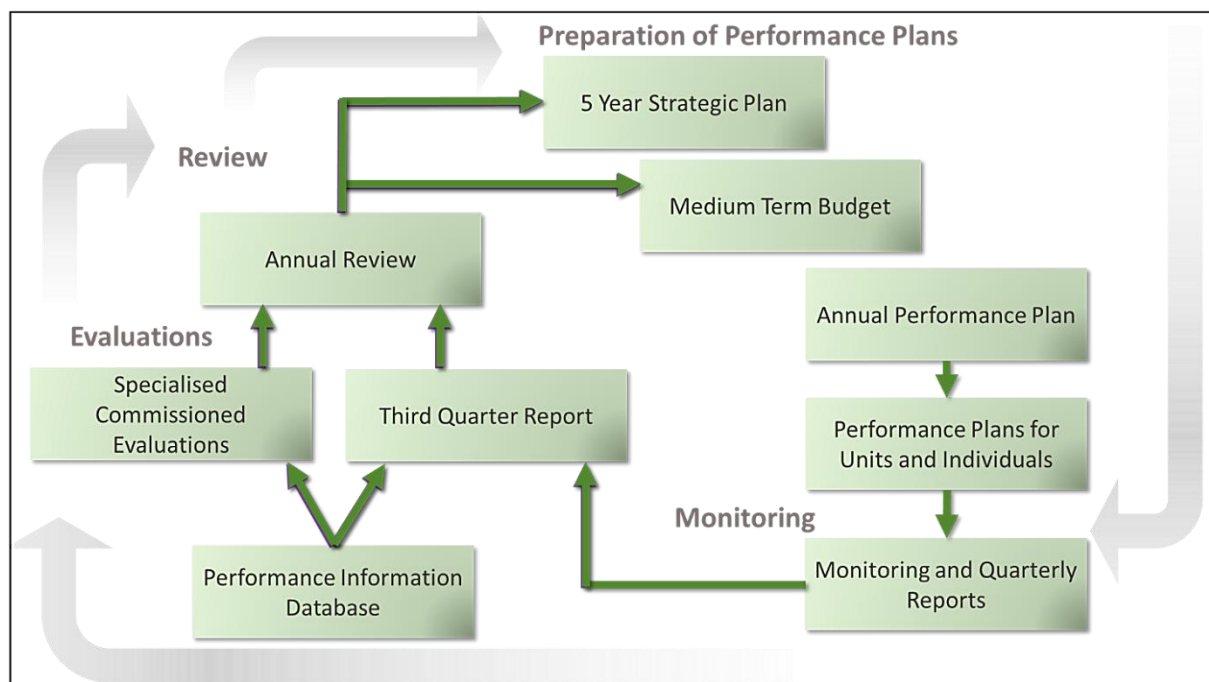 Preparation of Performance Plans
5 Year Strategic Plan
Review
Medium Term Budget
Annual Review
Annual Performance Plan
Evaluations
Specialised
Commissioned
Evaluations
Third Quarter Report
Performance Plans for
Units and Individuals
Monitoring
Monitoring and Quarterly
Reports
Performance Information
Database